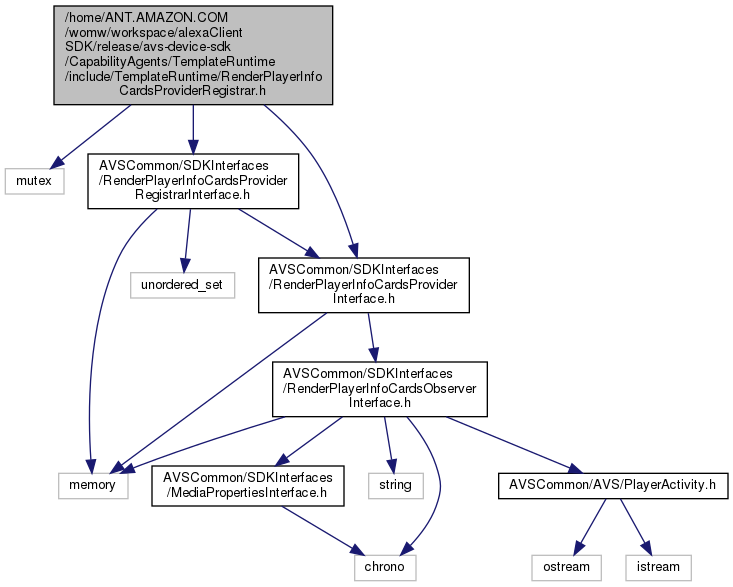 /home/ANT.AMAZON.COM
/womw/workspace/alexaClient
SDK/release/avs-device-sdk
/CapabilityAgents/TemplateRuntime
/include/TemplateRuntime/RenderPlayerInfo
CardsProviderRegistrar.h
mutex
AVSCommon/SDKInterfaces
/RenderPlayerInfoCardsProvider
RegistrarInterface.h
unordered_set
AVSCommon/SDKInterfaces
/RenderPlayerInfoCardsProvider
Interface.h
AVSCommon/SDKInterfaces
/RenderPlayerInfoCardsObserver
Interface.h
memory
AVSCommon/SDKInterfaces
/MediaPropertiesInterface.h
string
AVSCommon/AVS/PlayerActivity.h
chrono
ostream
istream